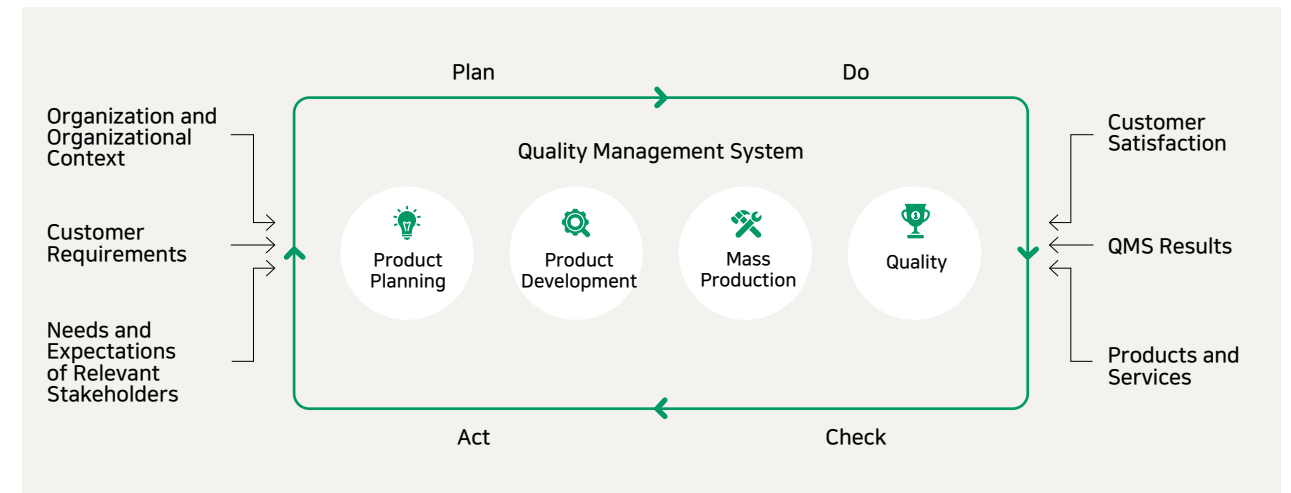 Plan
Do
Organization and
Organizational
Context
Customer
Requirements
Needs and
Expectations
of Relevant
Stakeholders
Quality Management System
Product
Planning
Product
Development
Mass
Production
1
Quality
Customer
Satisfaction
QMS Results
Products and
Services
Act
Check